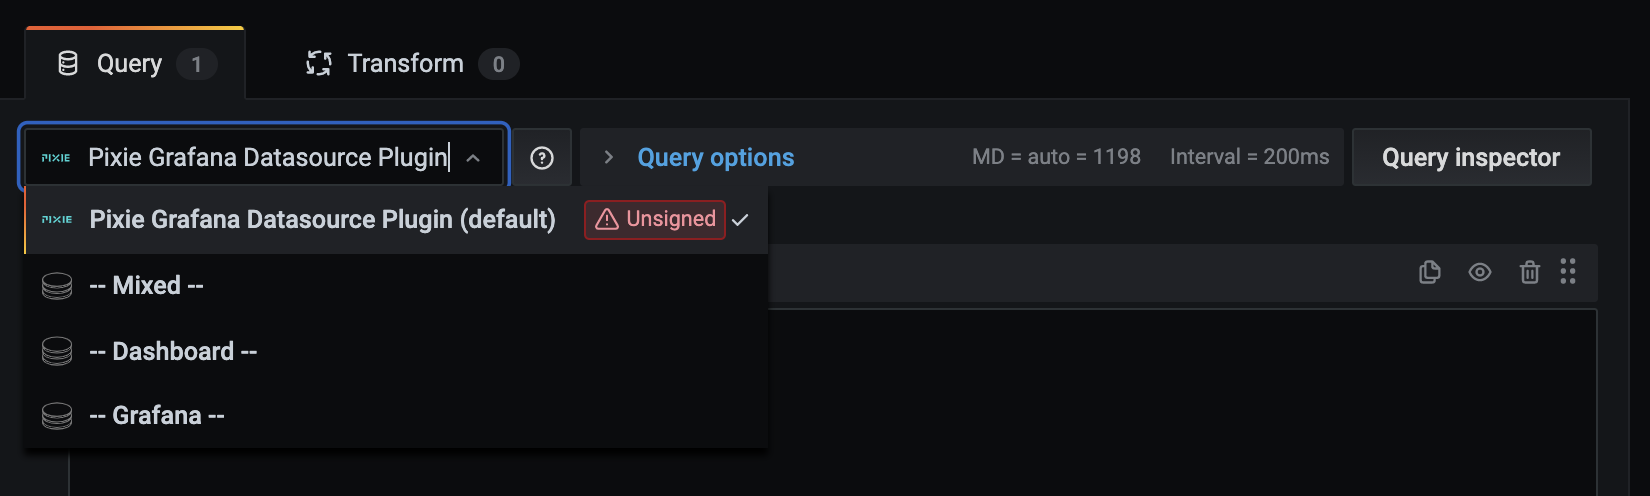 Query 1 Transform 0
PIXIE Pixie Grafana Datasource Plugin Query options MD = auto = 1198 Interval = 200ms Query inspector
PIXIE Pixie Grafana Datasource Plugin (default) Unsigned
-- Mixed --
-- Dashboard --
-- Grafana --